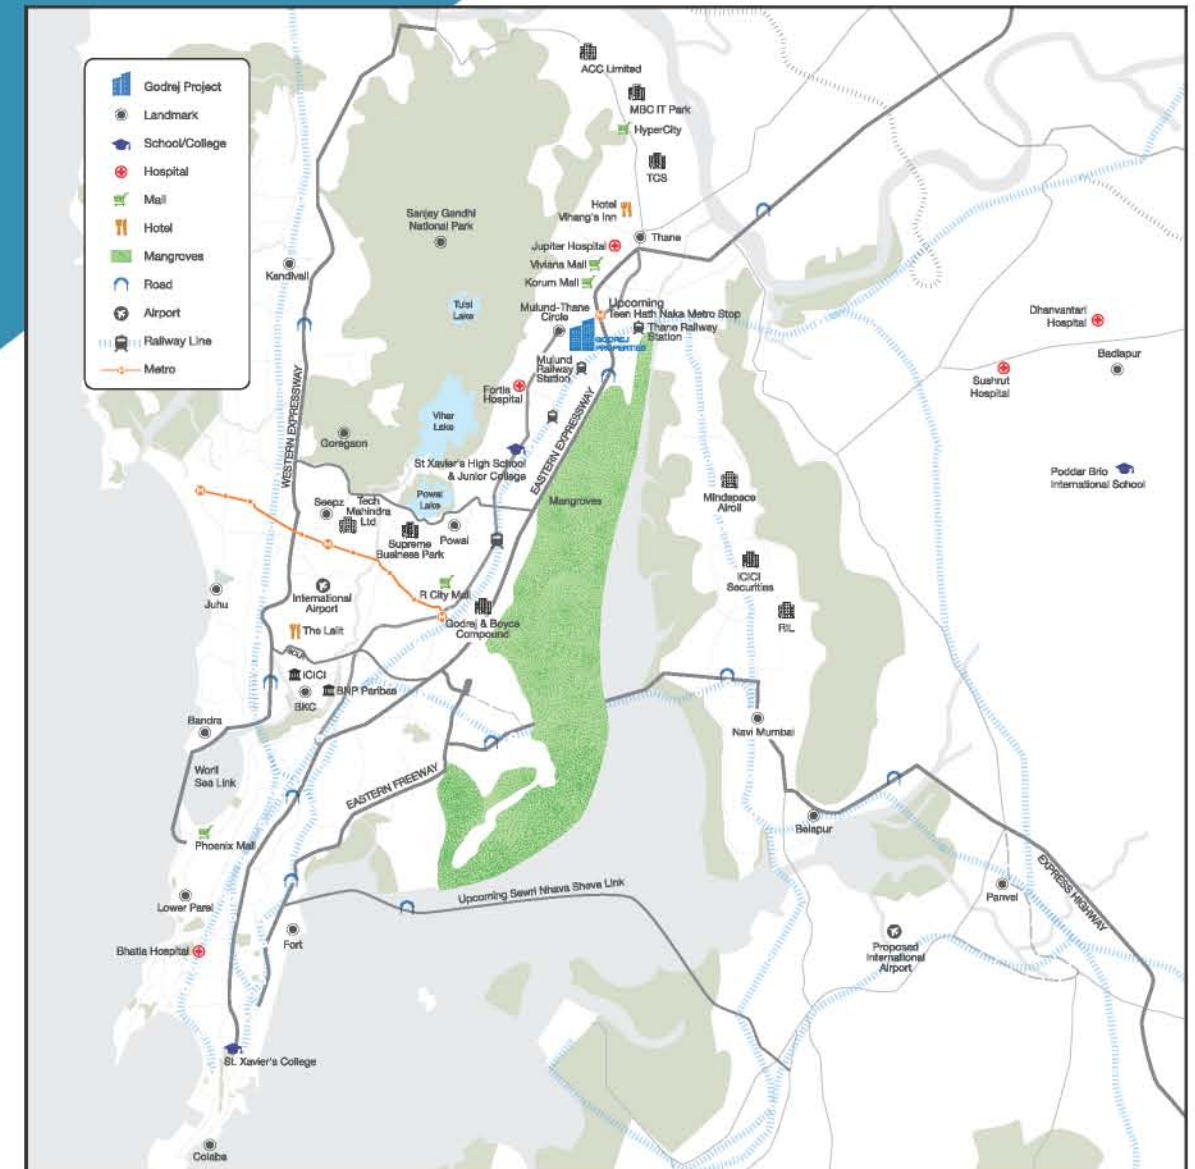 Godrej Project
Landmark
School/College
Hospital
Mall
Hotel
Mangroves
Road
Airport
Railway Line
Metro
ACC Limited
MBC IT Park
HyperCity
TCS
Hotel
Vihang's Inn
Thane
Jupiter Hospital
Viviana Mall
Korum Mall
Upcoming
Teen Hath Naka Metro Stop
Mulund-Thane
Circle
GODREJ
PROPERTIES
Thane Railway
Station
Mulund
Railway
Station
Fortis
Hospital
Sanjay Gandhi
National Park
Kandivali
Tulsi
Lake
Vihar
Lake
WESTERN EXPRESSWAY
EASTERN EXPRESSWAY
Goregaon
St Xavier's High School
& Junior College
Powai
Lake
Mangroves
Seepz
Tech
Mahindra
Ltd
Supreme
Business Park
Powai
Dhanvantari
Hospital
Badlapur
Sushrut
Hospital
Poddar Brio
International School
Mindspace
Airoli
ICICI
Securities
RIL
Juhu
International
Airport
R City Mall
Godrej & Boyce
Compound
The Lalit
SCLR
ICICI
BNP Paribas
BKC
Bandra
Worli
Sea Link
EASTERN FREEWAY
Navi Mumbai
Belapur
Phoenix Mall
Lower Parel
Upcoming Sewri Nhava Sheva Link
EXPRESS HIGHWAY
Panvel
Bhatia Hospital
Fort
Proposed
International
Airport
St. Xavier's College
Colaba